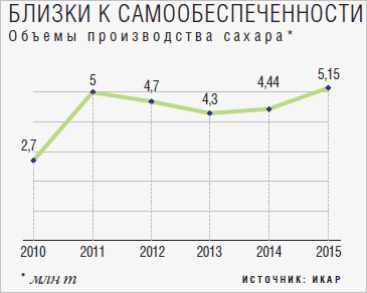 БЛИЗКИ К САМООБЕСПЕЧЕННОСТИ
Объемы производства сахара*
2,7
5
4,7
4,3
4,44
5,15
2010 2011 2012 2013 2014 2015
* млн т
ИСТОЧНИК: ИКАР